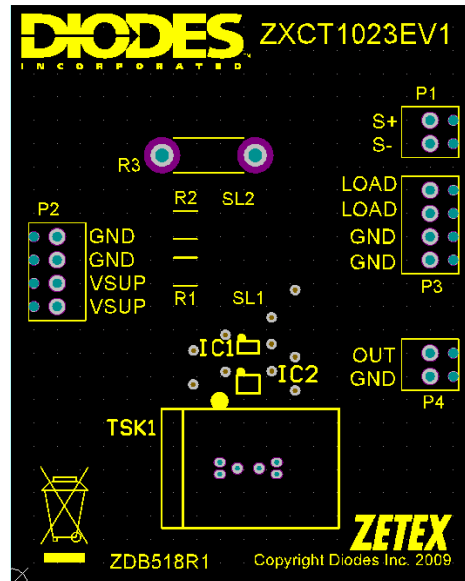 DIODES™
INCORPORATED
ZXCT1023EV1
P1
S+
S-
R3
R2
SL2
LOAD
LOAD
GND
GND
P3
P2
GND
GND
VSUP
VSUP
R1
SL1
IC1
IC2
OUT
GND
P4
TSK1
ZETEX
ZDB518R1
Copyright Diodes Inc. 2009